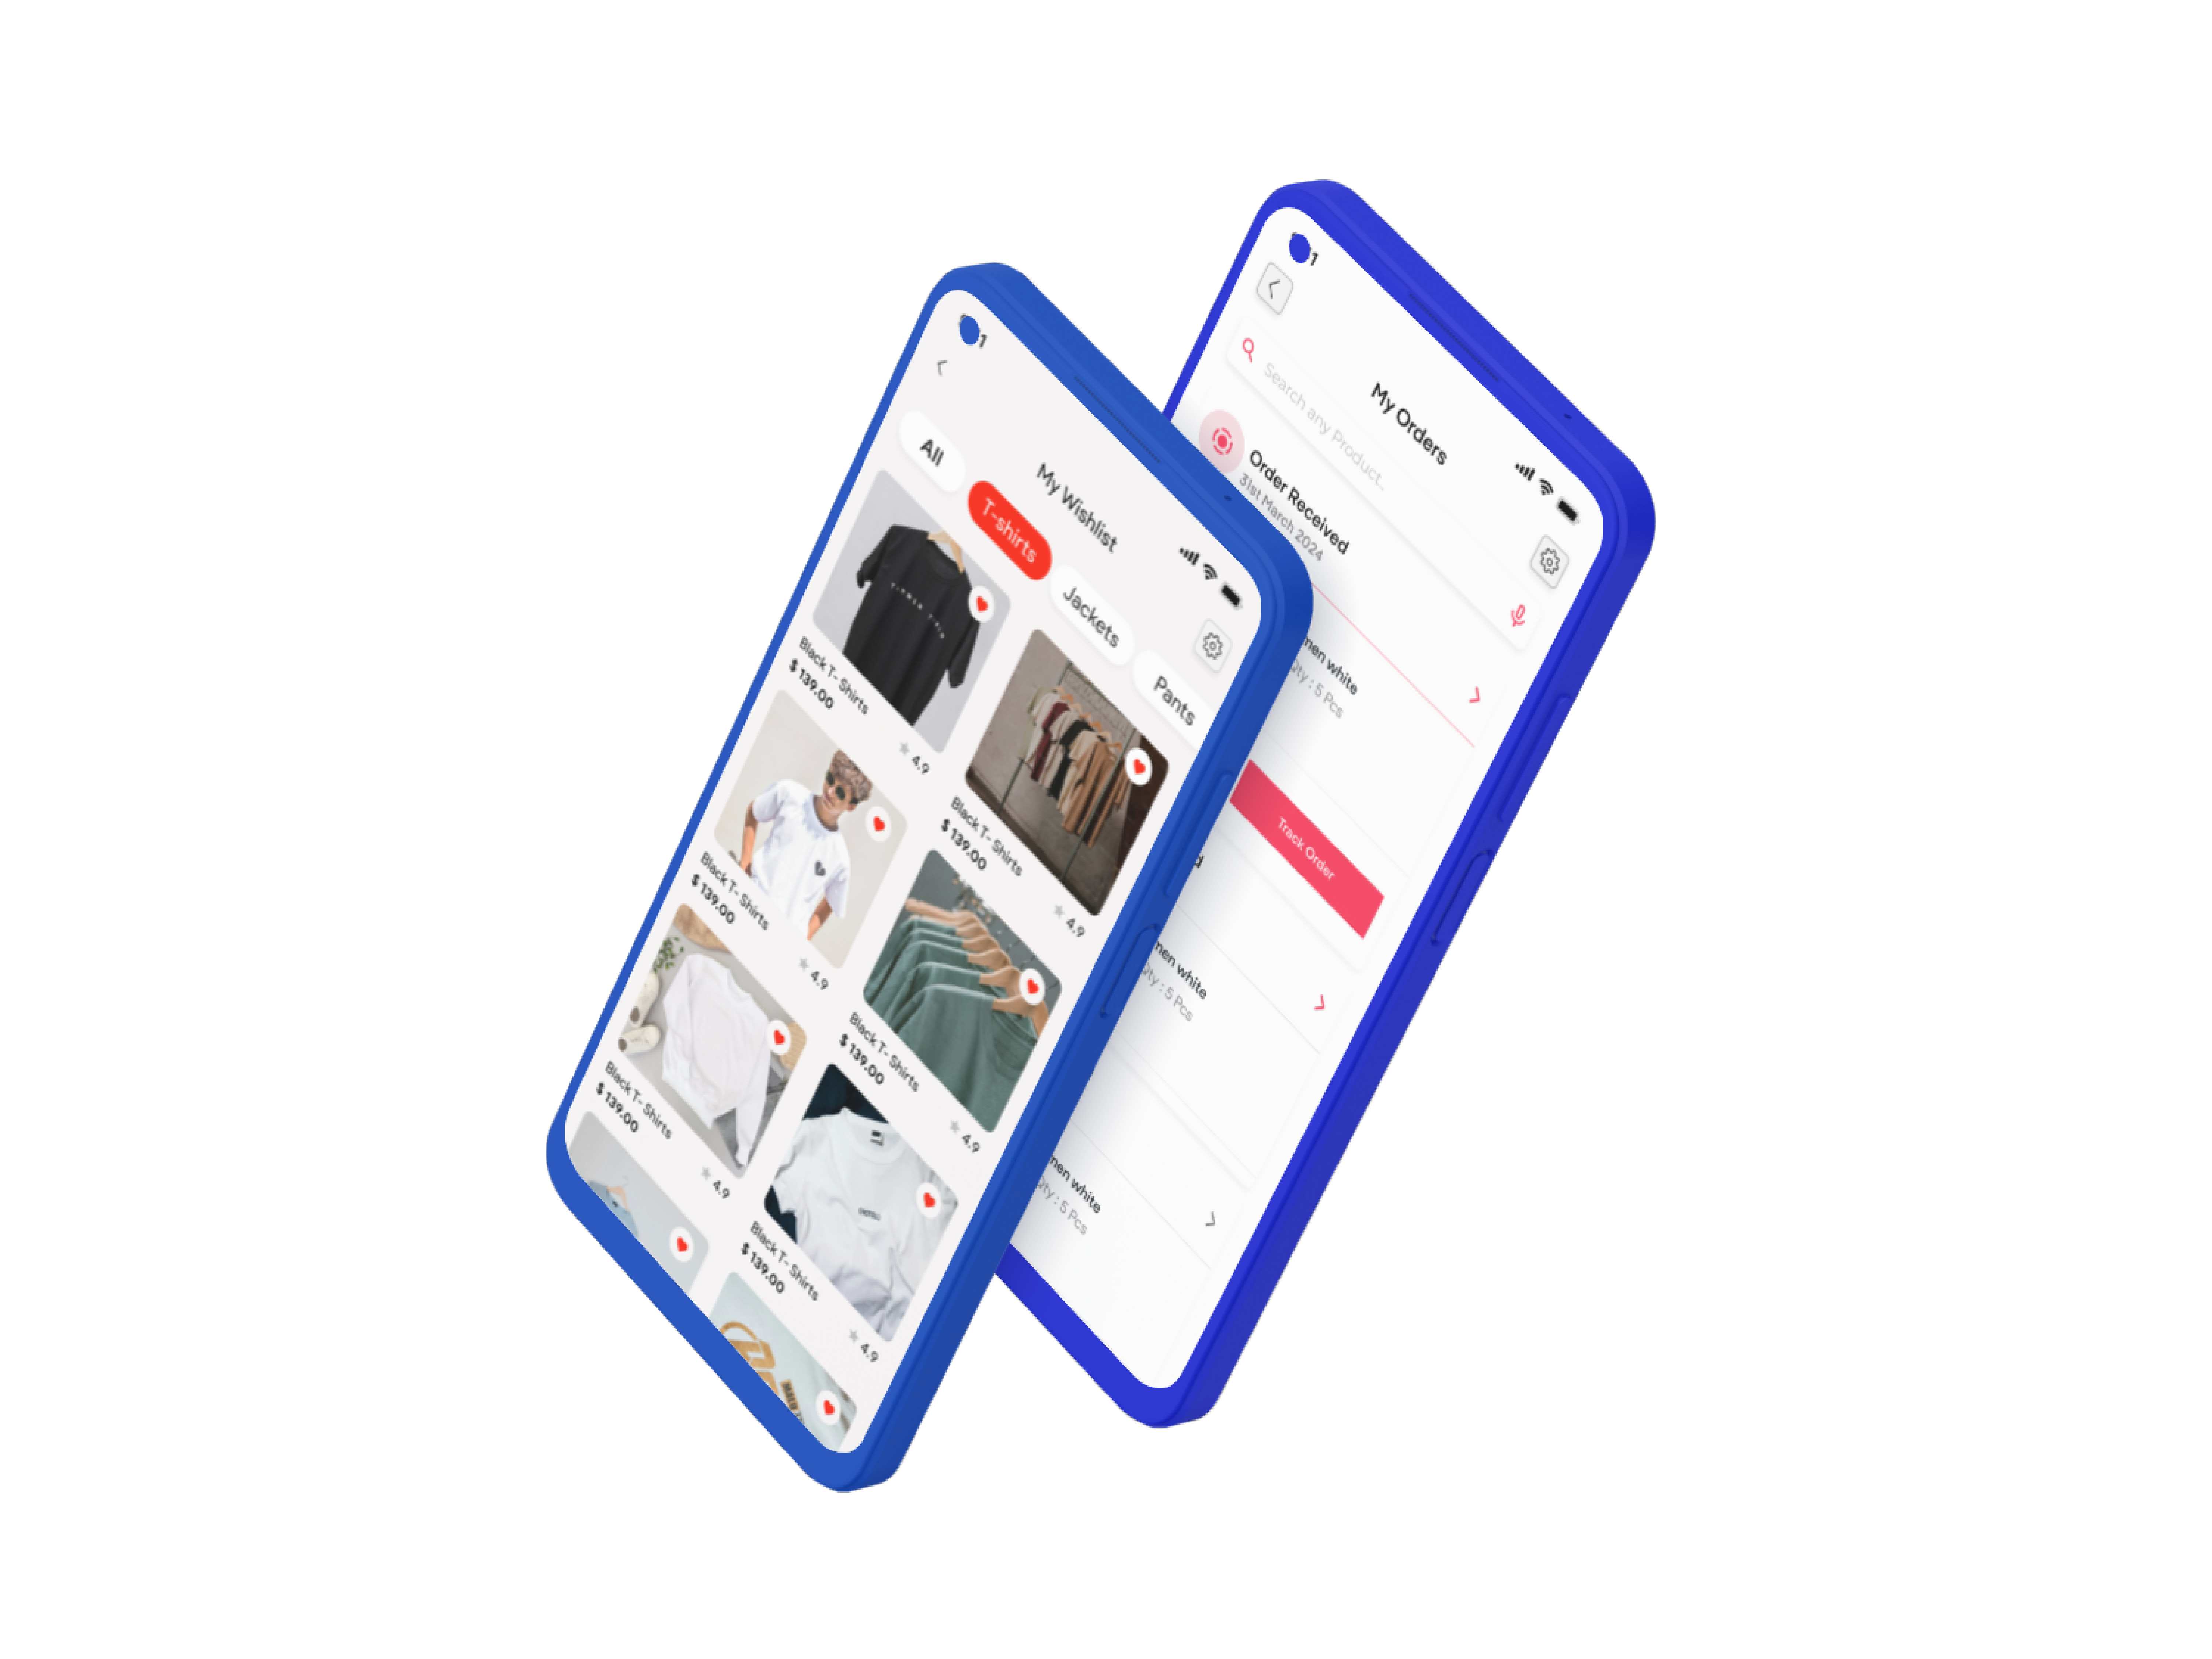 1
My Wishlist
All
T-shirts
Jackets
Pants
Black T- Shirts
$ 139.00
4.9
Black T- Shirts
$ 139.00
4.9
Black T- Shirts
$ 139.00
4.9
Black T- Shirts
$ 139.00
4.9
Black T- Shirts
$ 139.00
4.9
Black T- Shirts
$ 139.00
4.9
1
My Orders
Search any Product..
Order Received
31st March 2024
men white
Qty : 5 Pcs
Track Order
d
men white
Qty : 5 Pcs
men white
Qty : 5 Pcs